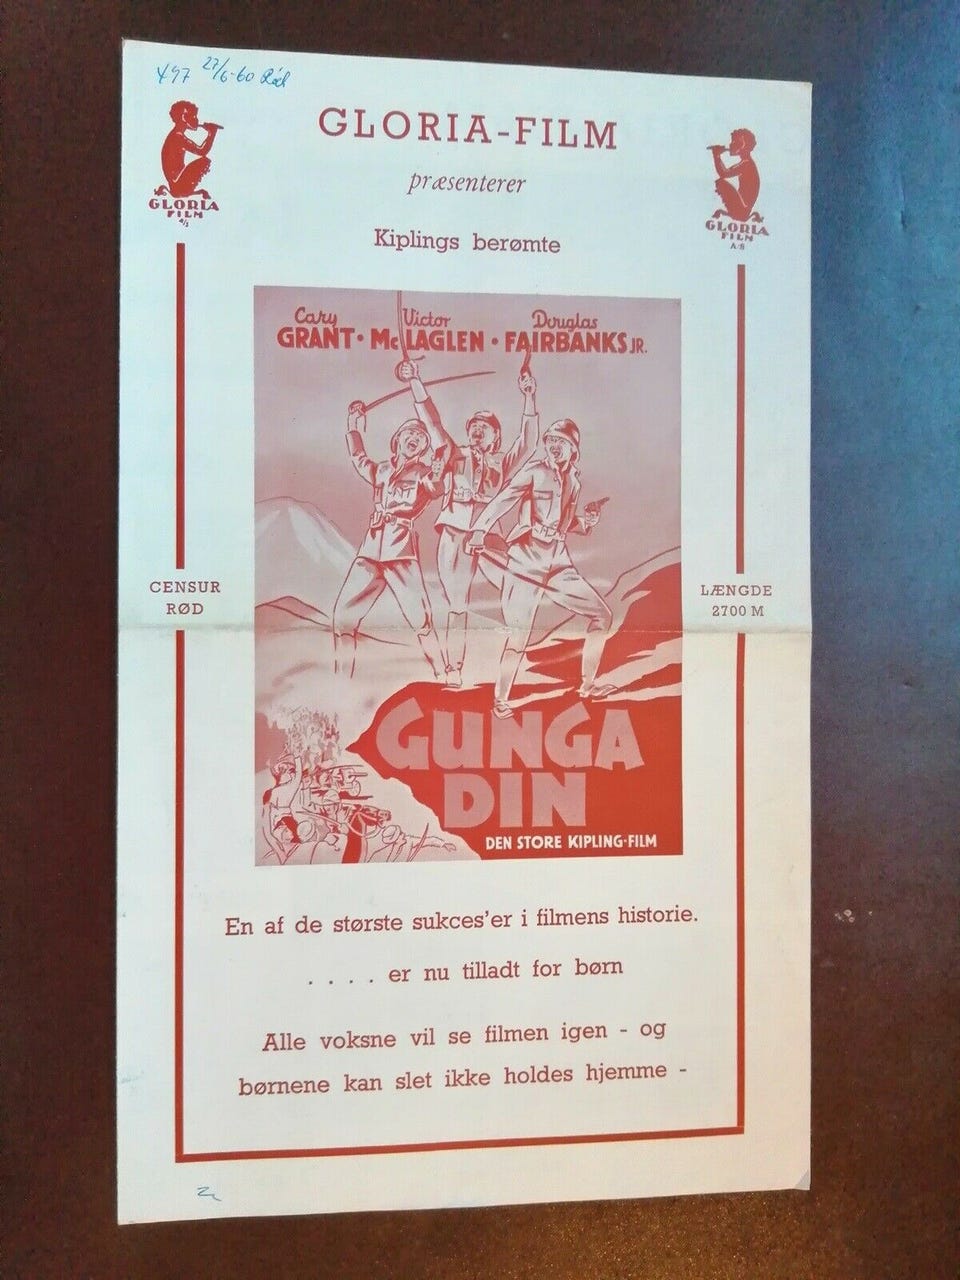 497 27/6-60 Rød
GLORIA-FILM
præsenterer
Kiplings berømte
GLORIA
FILM
A/S
GLORIA
FILM
A/S
Cary Victor Douglas
GRANT · McLAGLEN · FAIRBANKS JR.
CENSUR
RØD
LÆNGDE
2700 M
GUNGA
DIN
DEN STORE KIPLING-FILM
En af de største sukces'er i filmens historie.
. . . . er nu tilladt for børn
Alle voksne vil se filmen igen - og
børnene kan slet ikke holdes hjemme -